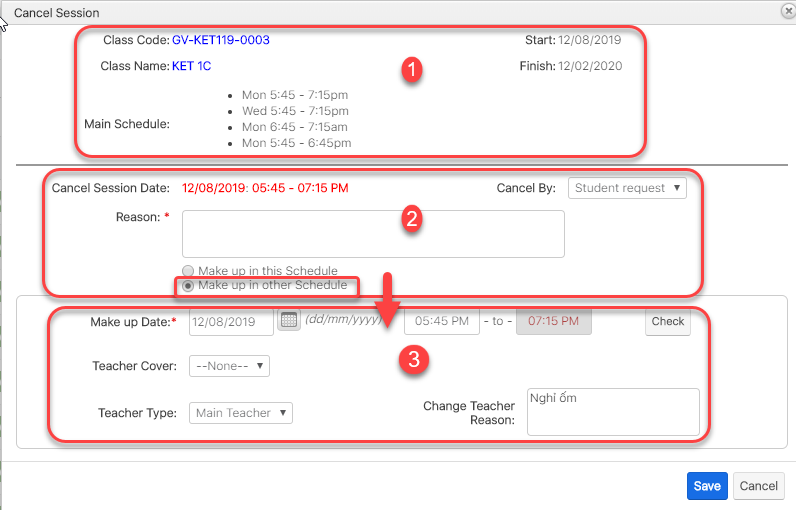 Cancel Session
Class Code: GV-KET119-0003 Start: 12/08/2019
Class Name: KET 1C Finish: 12/02/2020
1
Mon 5:45 - 7:15pm
Wed 5:45 - 7:15pm
Main Schedule:
Mon 6:45 - 7:15am
Mon 5:45 - 6:45pm
Cancel Session Date: 12/08/2019: 05:45 - 07:15 PM Cancel By: Student request
Reason: *
2
Make up in this Schedule
Make up in other Schedule
Make up Date:* 12/08/2019 (dd/mm/yyyy) 05:45 PM - to - 07:15 PM Check
Teacher Cover: --None--
3
Teacher Type: Main Teacher Change Teacher Reason: Nghỉ ốm
Save Cancel